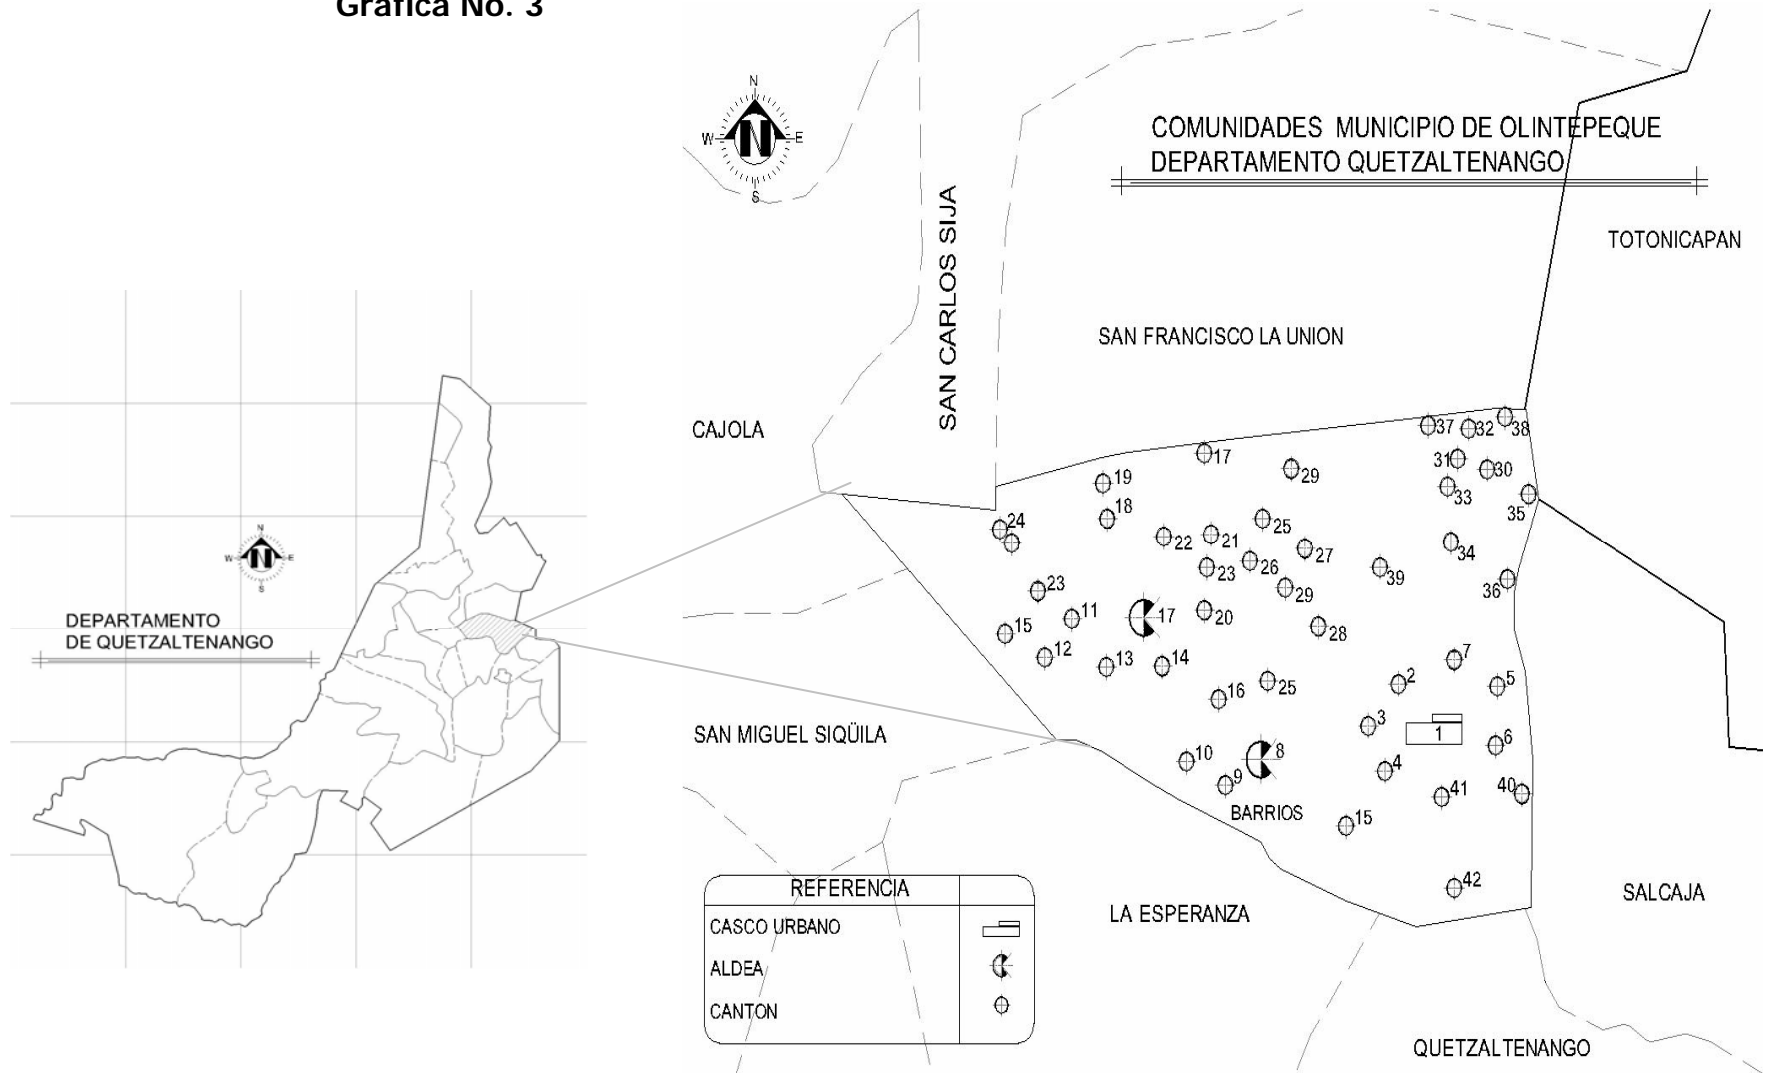 Gráfica No. 3
N
W
N
E
S
COMUNIDADES MUNICIPIO DE OLINTEPEQUE
DEPARTAMENTO QUETZALTENANGO
SAN CARLOS SIJA
TOTONICAPAN
SAN FRANCISCO LA UNION
CAJOLA
N
W
N
E
S
DEPARTAMENTO
DE QUETZALTENANGO
37
32
38
17
31
29
30
19
33
35
24
18
25
22
21
27
34
26
23
39
36
29
23
11
17
20
15
28
12
7
13
14
2
5
25
16
3
SAN MIGUEL SIQÜILA
1
6
10
8
4
9
41
40
BARRIOS
15
42
REFERENCIA
CASCO URBANO
ALDEA
CANTON
LA ESPERANZA
SALCAJA
QUETZALTENANGO